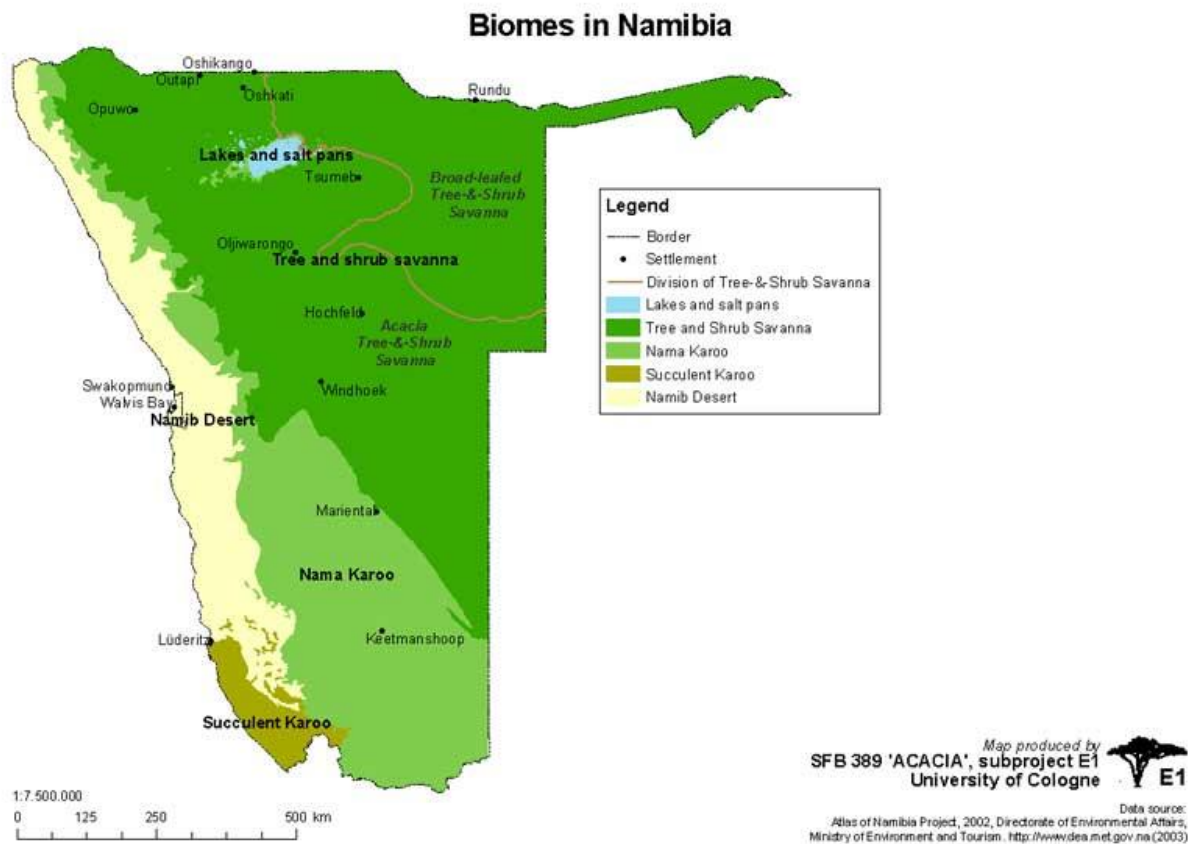 Biomes in Namibia
Oshikango
Outapi
Oshkati
Opuwo
Rundu
Lakes and salt pans
Tsumeb
Broad-leafed
Tree-&-Shrub
Savanna
Oljiwarongo
Tree and shrub savanna
Hochfeld
Acacia
Tree-&-Shrub
Savanna
Windhoek
Swakopmund
Walvis Bay
Namib Desert
Mariental
Nama Karoo
Lüderitz
Keetmanshoop
Succulent Karoo
Legend
Border
Settlement
Division of Tree-&-Shrub Savanna
Lakes and salt pans
Tree and Shrub Savanna
Nama Karoo
Succulent Karoo
Namib Desert
1:7.500.000
0 125 250 500 km
Map produced by
SFB 389 'ACACIA', subproject E1
University of Cologne
E1
Data source:
Atlas of Namibia Project, 2002, Directorate of Environmental Affairs,
Ministry of Environment and Tourism. http://www.dea.met.gov.na (2003)